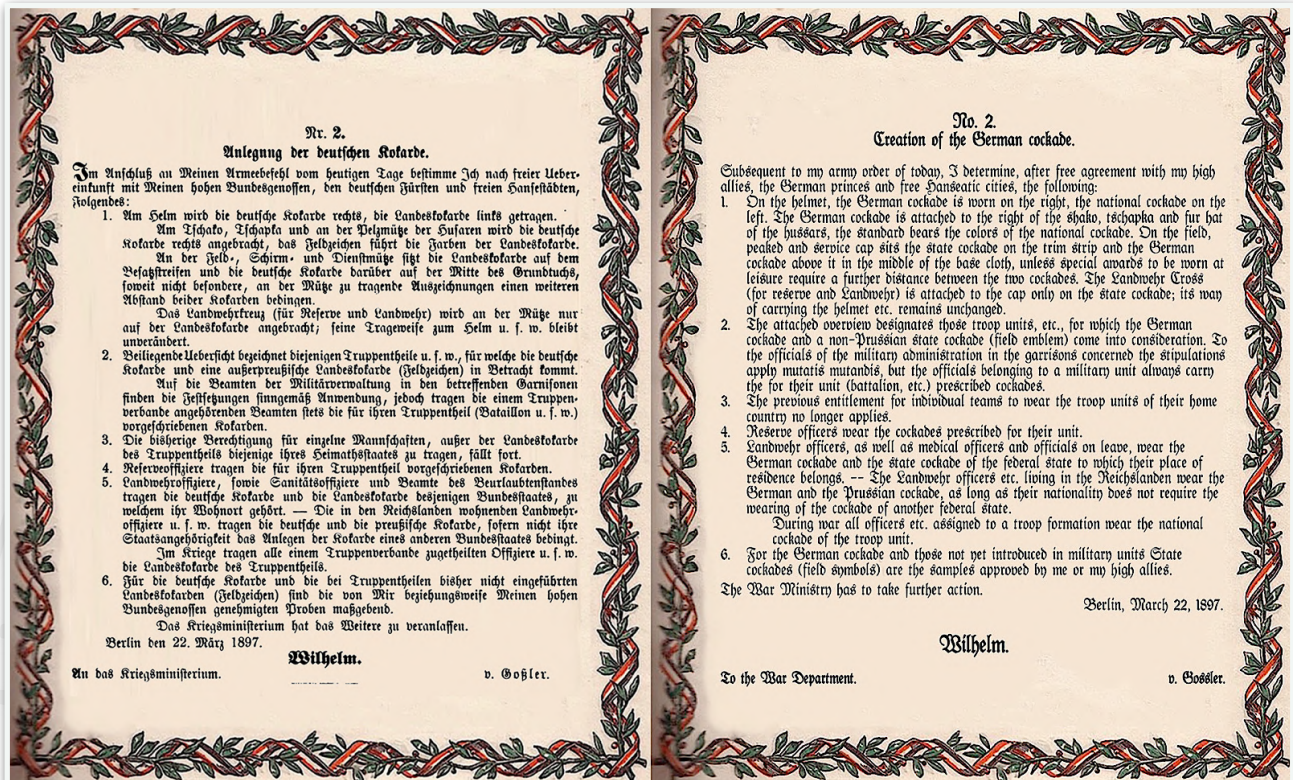 Nr. 2.
Anlegung der deutschen Kokarde.
Im Anschluß an Meinen Armeebefehl vom heutigen Tage bestimme Ich nach freier Ueber-
einkunft mit Meinen hohen Bundesgenossen, den deutschen Fürsten und freien Hansestädten,
Folgendes:
1. Am Helm wird die deutsche Kokarde rechts, die Landeskokarde links getragen.
Am Tschako, Tschapka und an der Pelzmütze der Husaren wird die deutsche
Kokarde rechts angebracht, das Feldzeichen führt die Farben der Landeskokarde.
An der Feld-, Schirm- und Dienstmütze sitzt die Landeskokarde auf dem
Besatzstreifen und die deutsche Kokarde darüber auf der Mitte des Grundtuchs,
soweit nicht besondere, an der Mütze zu tragende Auszeichnungen einen weiteren
Abstand beider Kokarden bedingen.
Das Landwehrkreuz (für Reserve und Landwehr) wird an der Mütze nur
auf der Landeskokarde angebracht; seine Trageweise zum Helm u. s. w. bleibt
unverändert.
2. Beiliegende Uebersicht bezeichnet diejenigen Truppentheile u. s. w., für welche die deutsche
Kokarde und eine außerpreußische Landeskokarde (Feldzeichen) in Betracht kommt.
Auf die Beamten der Militärverwaltung in den betreffenden Garnisonen
finden die Festsetzungen sinngemäß Anwendung, jedoch tragen die einem Truppen-
verbande angehörenden Beamten stets die für ihren Truppentheil (Bataillon u. s. w.)
vorgeschriebenen Kokarden.
3. Die bisherige Berechtigung für einzelne Mannschaften, außer der Landeskokarde
des Truppentheils diejenige ihres Heimathsstaates zu tragen, fällt fort.
4. Reserveoffiziere tragen die für ihren Truppentheil vorgeschriebenen Kokarden.
5. Landwehroffiziere, sowie Sanitätsoffiziere und Beamte des Beurlaubtenstandes
tragen die deutsche Kokarde und die Landeskokarde desjenigen Bundesstaates, zu
welchem ihr Wohnort gehört. — Die in den Reichslanden wohnenden Landwehr-
offiziere u. s. w. tragen die deutsche und die preußische Kokarde, sofern nicht ihre
Staatsangehörigkeit das Anlegen der Kokarde eines anderen Bundesstaates bedingt.
Im Kriege tragen alle einem Truppenverbande zugetheilten Offiziere u. s. w.
die Landeskokarde des Truppentheils.
6. Für die deutsche Kokarde und die bei Truppentheilen bisher nicht eingeführten
Landeskokarden (Feldzeichen) sind die von Mir beziehungsweise Meinen hohen
Bundesgenossen genehmigten Proben maßgebend.
Das Kriegsministerium hat das Weitere zu veranlassen.
Berlin den 22. März 1897.
Wilhelm.
An das Kriegsministerium. v. Goßler.
No. 2.
Creation of the German cockade.
Subsequent to my army order of today, I determine, after free agreement with my high
allies, the German princes and free Hanseatic cities, the following:
1. On the helmet, the German cockade is worn on the right, the national cockade on the
left. The German cockade is attached to the right of the shako, tschapka and fur hat
of the hussars, the standard bears the colors of the national cockade. On the field,
peaked and service cap sits the state cockade on the trim strip and the German
cockade above it in the middle of the base cloth, unless special awards to be worn at
leisure require a further distance between the two cockades. The Landwehr Cross
(for reserve and Landwehr) is attached to the cap only on the state cockade; its way
of carrying the helmet etc. remains unchanged.
2. The attached overview designates those troop units, etc., for which the German
cockade and a non-Prussian state cockade (field emblem) come into consideration. To
the officials of the military administration in the garrisons concerned the stipulations
apply mutatis mutandis, but the officials belonging to a military unit always carry
the for their unit (battalion, etc.) prescribed cockades.
3. The previous entitlement for individual teams to wear the troop units of their home
country no longer applies.
4. Reserve officers wear the cockades prescribed for their unit.
5. Landwehr officers, as well as medical officers and officials on leave, wear the
German cockade and the state cockade of the federal state to which their place of
residence belongs. -- The Landwehr officers etc. living in the Reichslanden wear the
German and the Prussian cockade, as long as their nationality does not require the
wearing of the cockade of another federal state.
During war all officers etc. assigned to a troop formation wear the national
cockade of the troop unit.
6. For the German cockade and those not yet introduced in military units State
cockades (field symbols) are the samples approved by me or my high allies.
The War Ministry has to take further action.
Berlin, March 22, 1897.
Wilhelm.
To the War Department. v. Gossler.